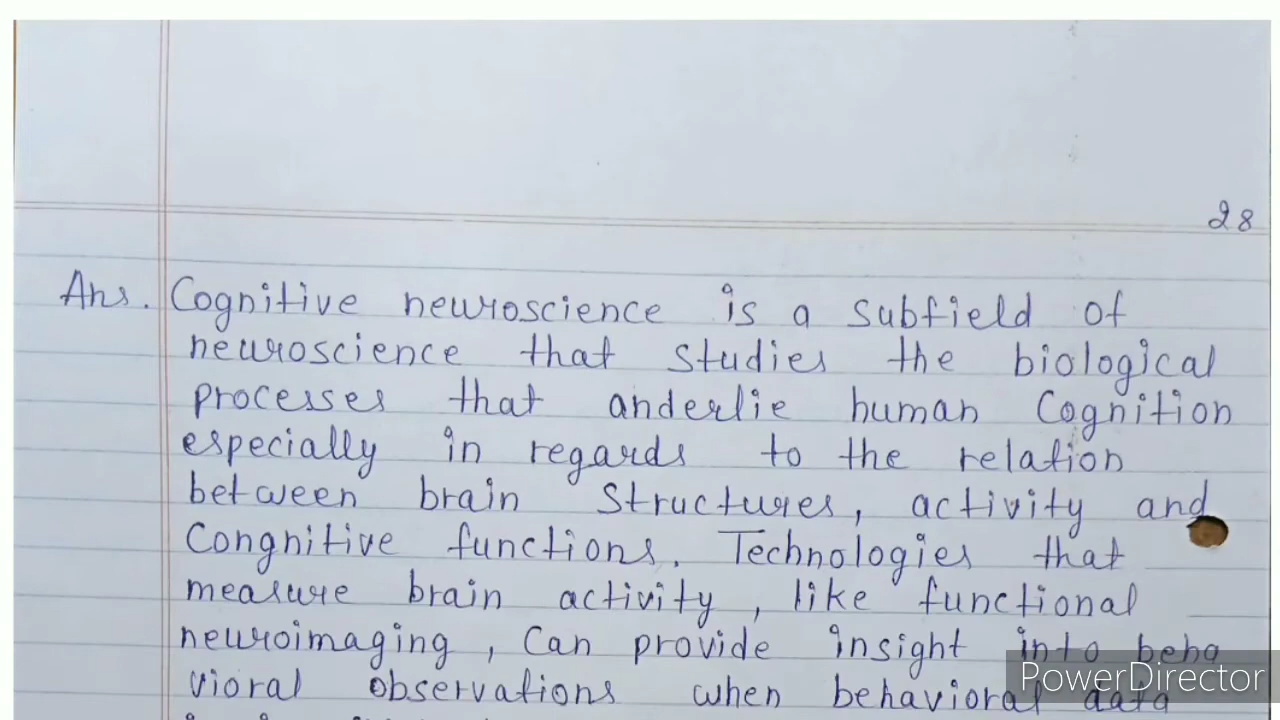 28
Ans. Cognitive neuroscience is a subfield of
neuroscience that studies the biological
processes that anderlie human Cognition
especially in regards to the relation
between brain Structures, activity and
Congnitive functions. Technologies that
measure brain activity, like functional
neuroimaging, Can provide insight into beha
vioral observations when behavioral data
PowerDirector